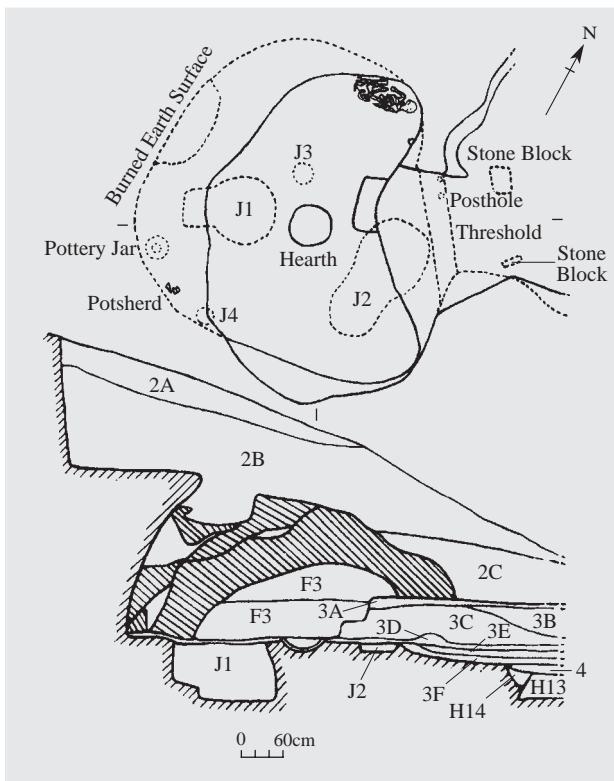 N
Burned Earth Surface
J3
Stone Block
J1
Posthole
Pottery Jar
Hearth
Threshold
Stone
Block
Potsherd
J2
J4
2A
2B
2C
F3
F3
3A
3C
3B
3D
3E
J1
J2
4
3F
H13
H14
0 60cm